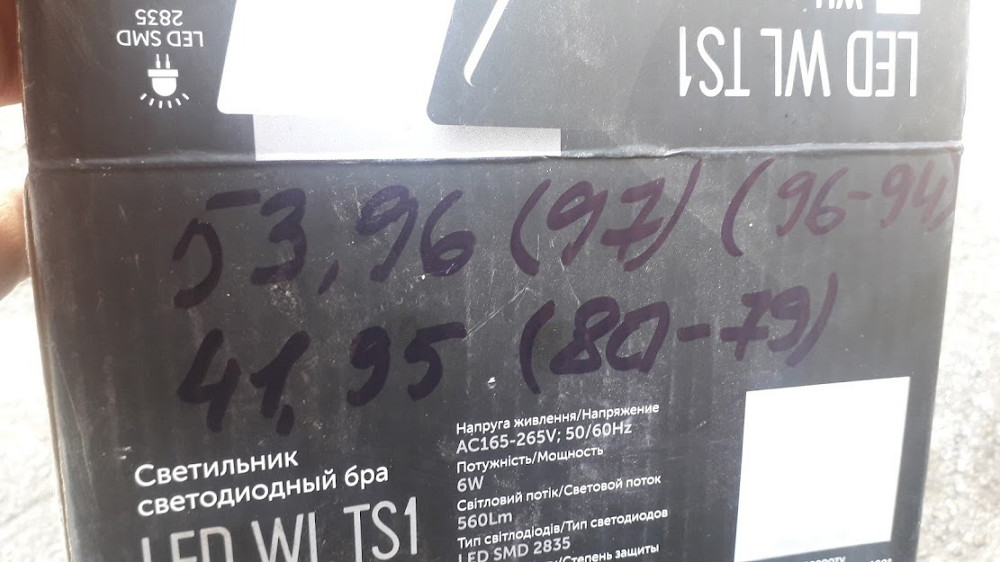 LED SMD
2835
LED WL TS1
53,96 (97) (96-94)
41,95 (80-79)
Светильник
светодиодный бра
LED WL TS1
Напруга живлення/Напряжение
AC165-265V; 50/60Hz
Потужність/Мощность
6W
Світловий потік/Световой поток
560Lm
Тип світлодіодів/Тип светодиодов
LED SMD 2835
/Степень защиты